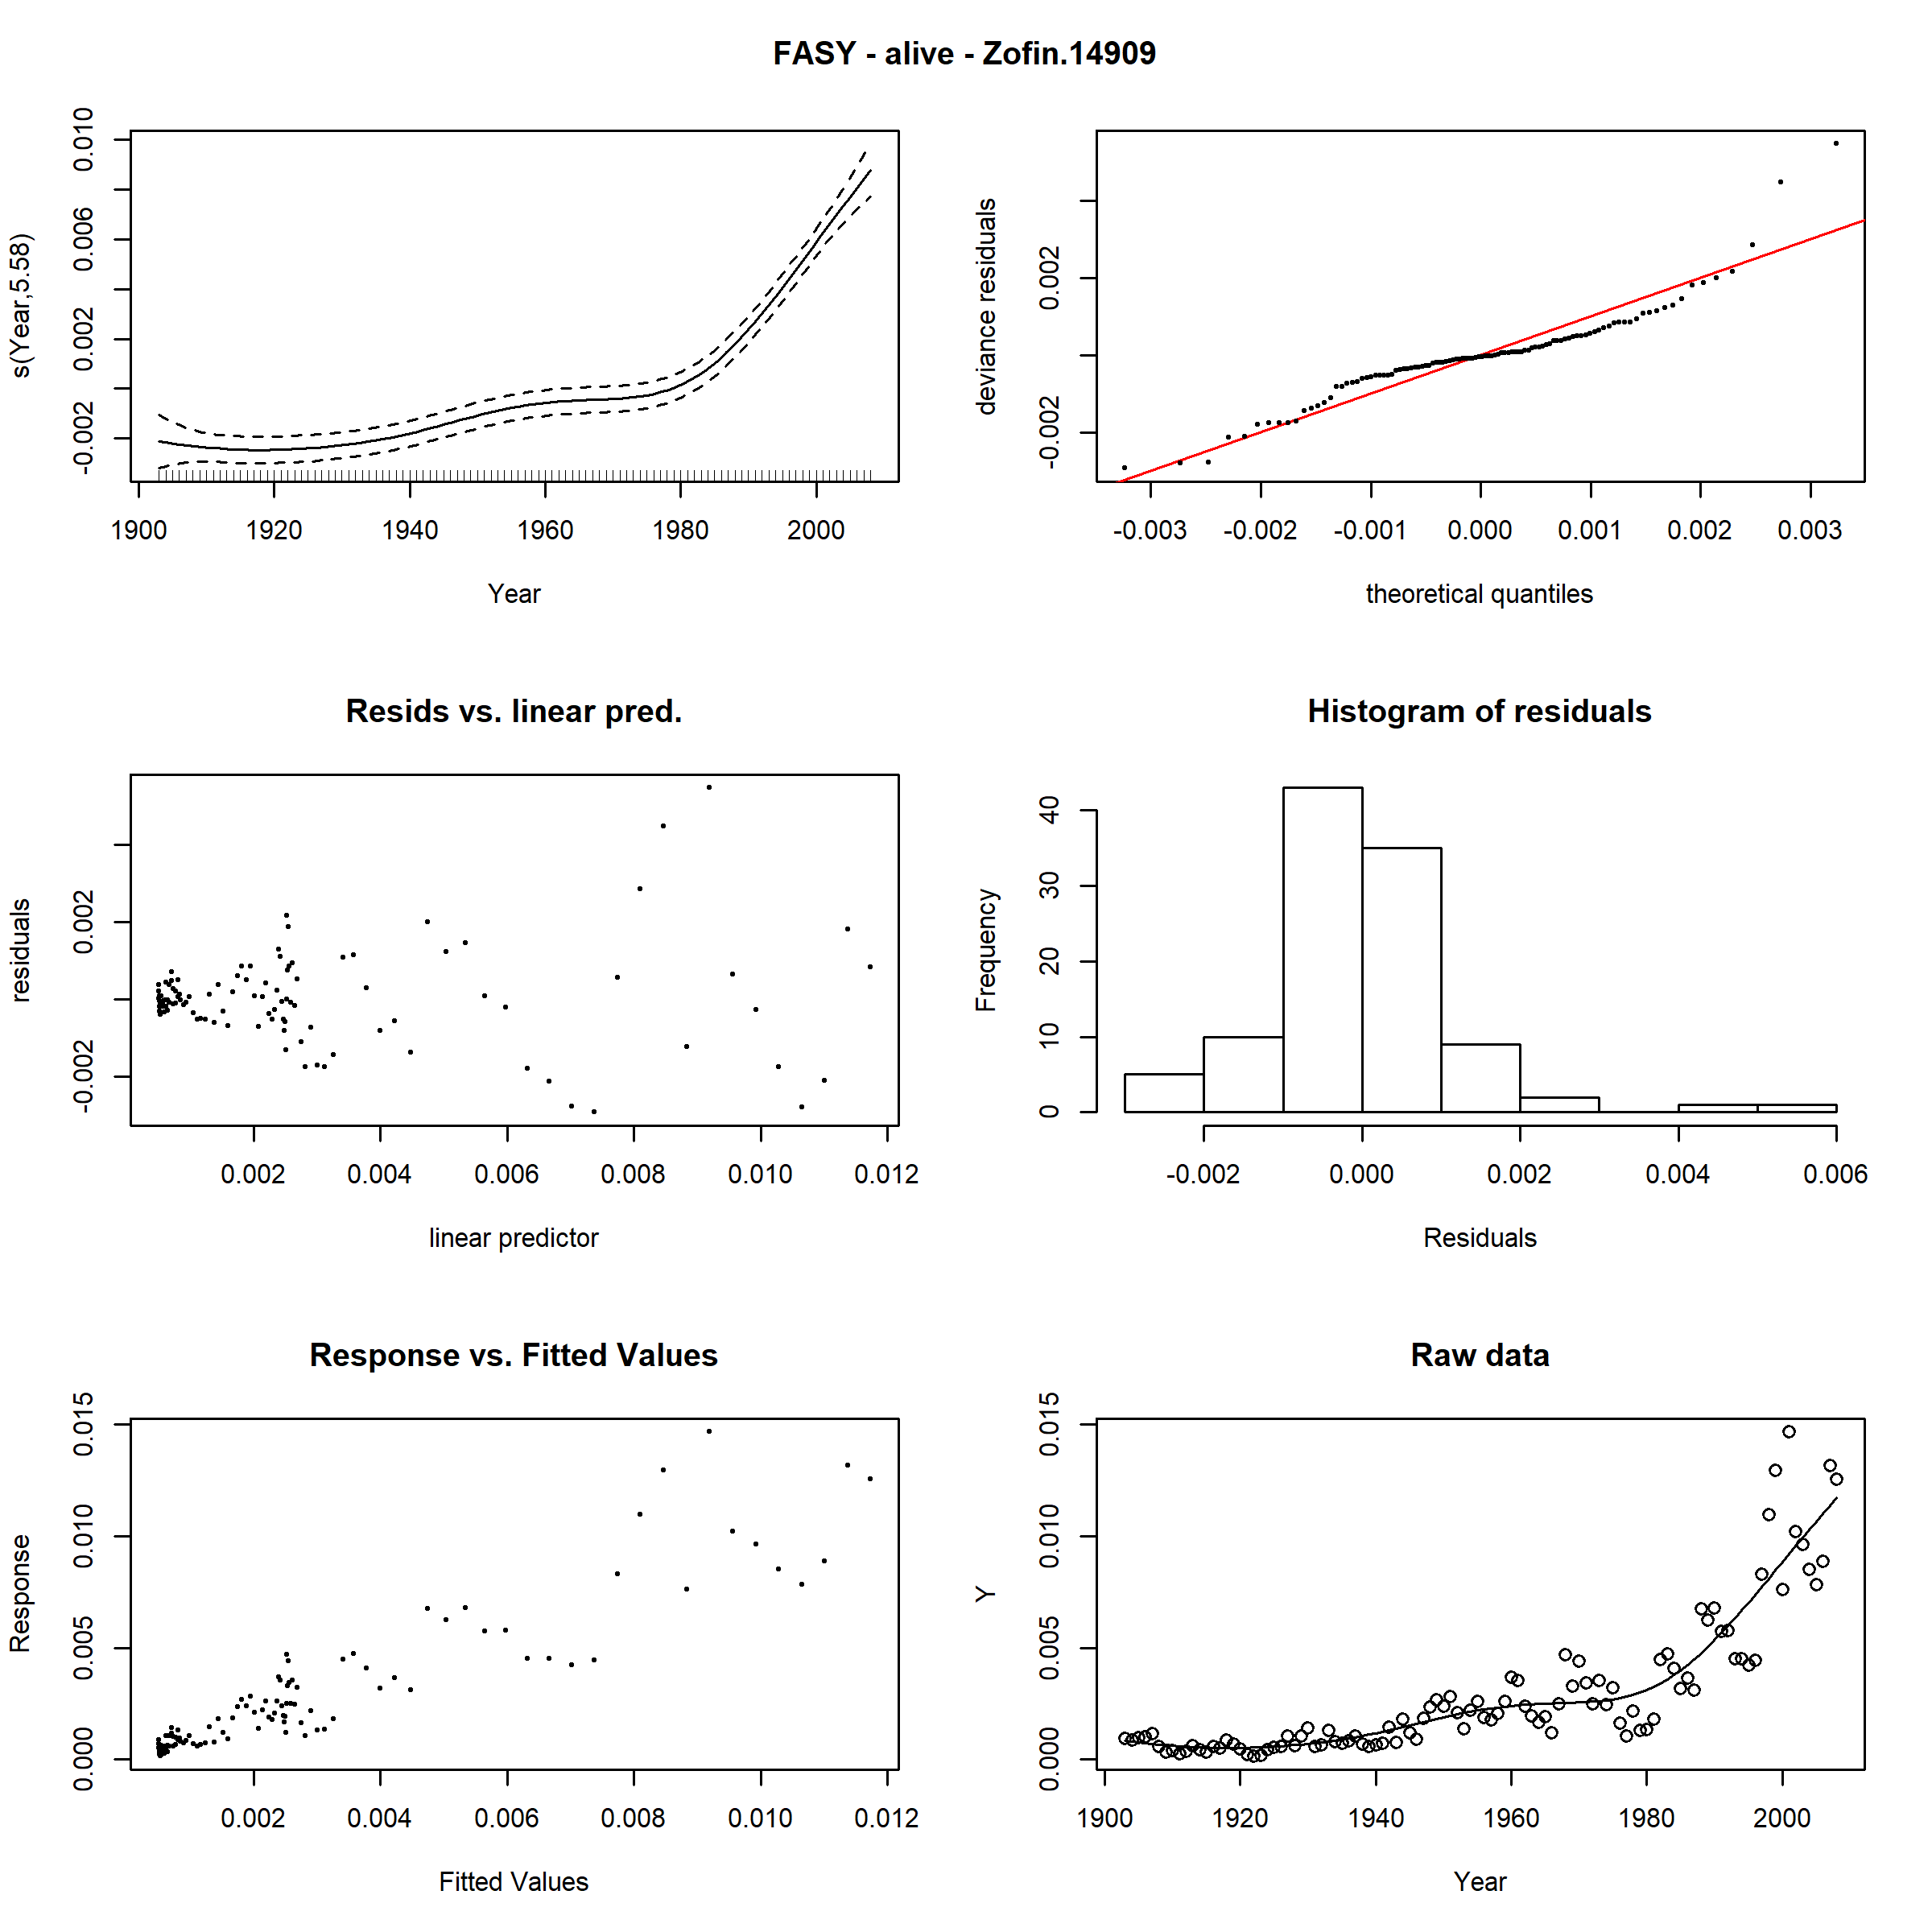 FASY - alive - Zofin.14909
s(Year,5.58)
-0.002 0.002 0.006 0.010
1900 1920 1940 1960 1980 2000
Year
deviance residuals
-0.002 0.002
-0.003 -0.002 -0.001 0.000 0.001 0.002 0.003
theoretical quantiles
Resids vs. linear pred.
residuals
-0.002 0.002
0.002 0.004 0.006 0.008 0.010 0.012
linear predictor
Histogram of residuals
Frequency
0 10 20 30 40
-0.002 0.000 0.002 0.004 0.006
Residuals
Response vs. Fitted Values
Response
0.000 0.005 0.010 0.015
0.002 0.004 0.006 0.008 0.010 0.012
Fitted Values
Raw data
Y
0.000 0.005 0.010 0.015
1900 1920 1940 1960 1980 2000
Year